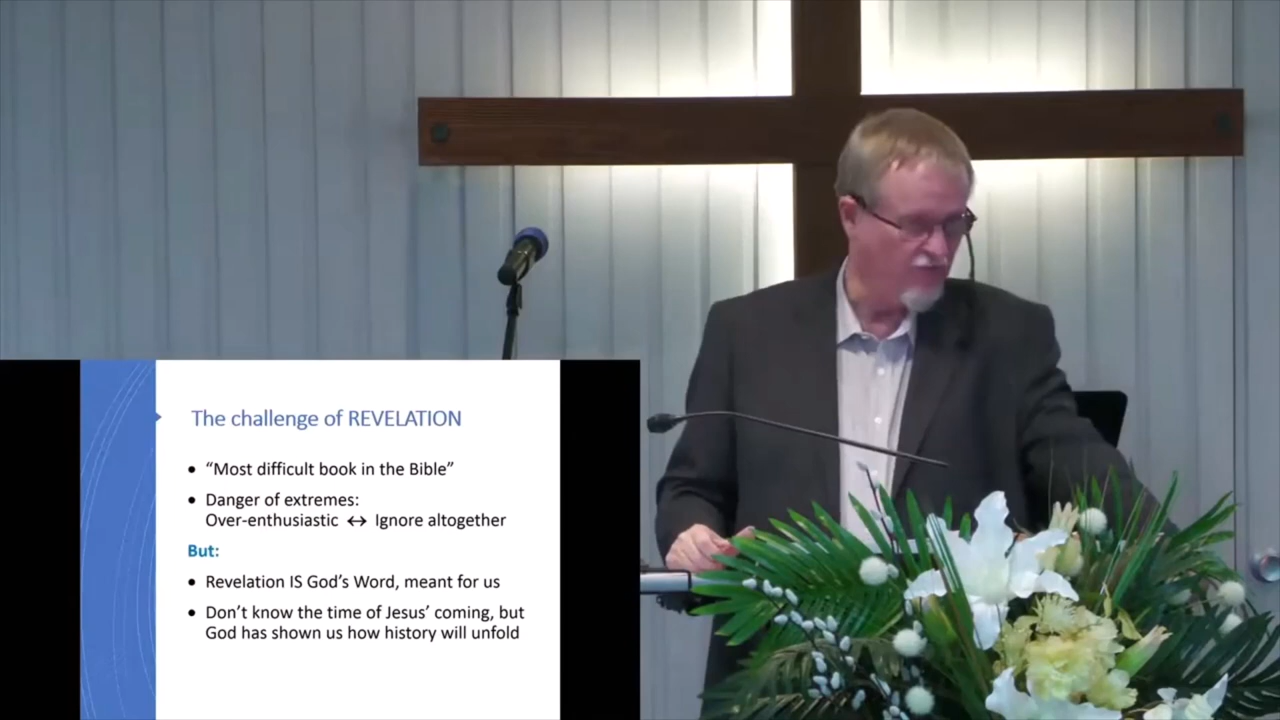 The challenge of REVELATION
• “Most difficult book in the Bible”
• Danger of extremes:
Over-enthusiastic ↔ Ignore altogether
But:
• Revelation IS God’s Word, meant for us
• Don’t know the time of Jesus’ coming, but
God has shown us how history will unfold